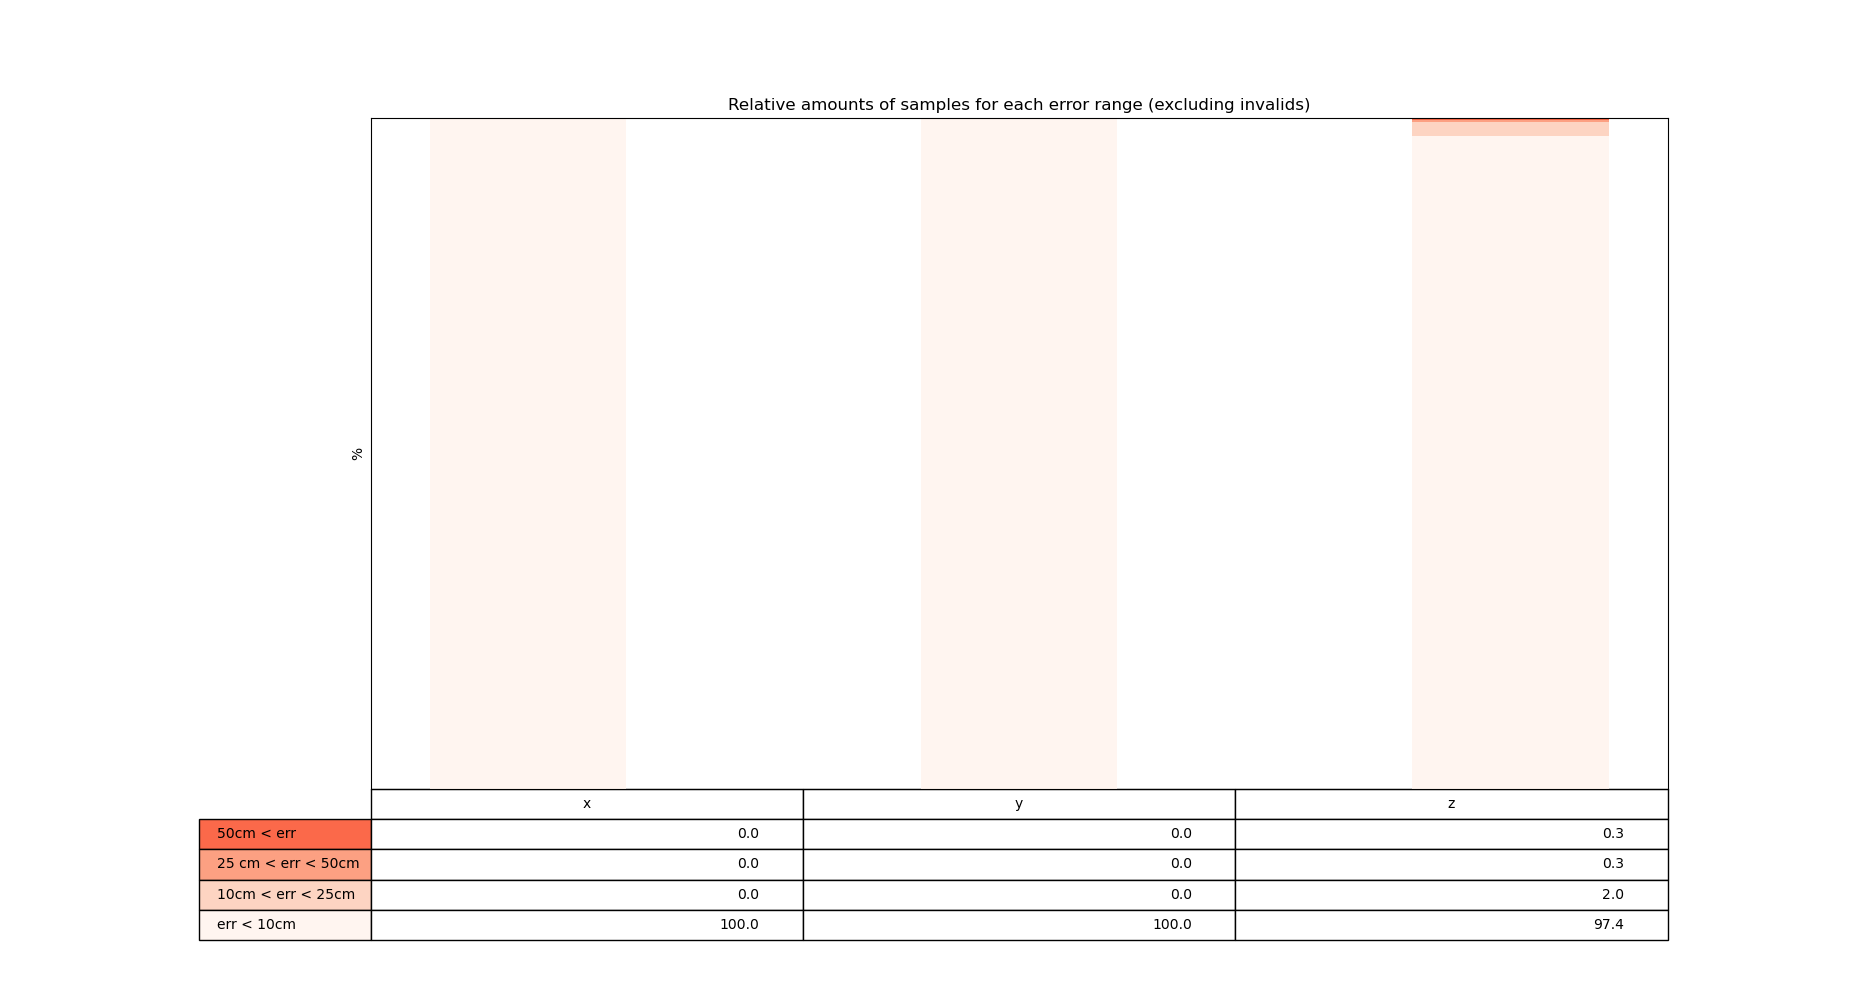 Relative amounts of samples for each error range (excluding invalids)
%
x y z
50cm < err 0.0 0.0 0.3
25 cm < err < 50cm 0.0 0.0 0.3
10cm < err < 25cm 0.0 0.0 2.0
err < 10cm 100.0 100.0 97.4